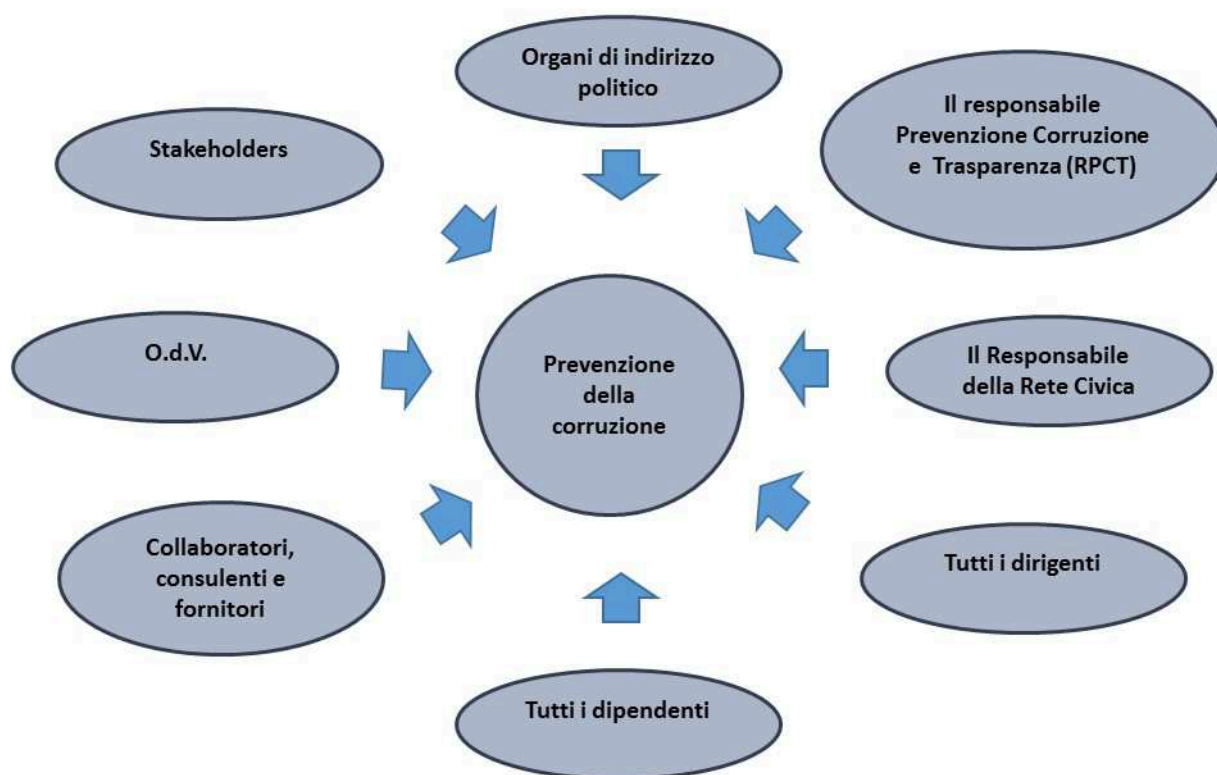 Organi di indirizzo
politico
Il responsabile
Prevenzione Corruzione
e Trasparenza (RPCT)
Stakeholders
O.d.V.
Prevenzione
della
corruzione
Il Responsabile
della Rete Civica
Collaboratori,
consulenti e
fornitori
Tutti i dirigenti
Tutti i dipendenti